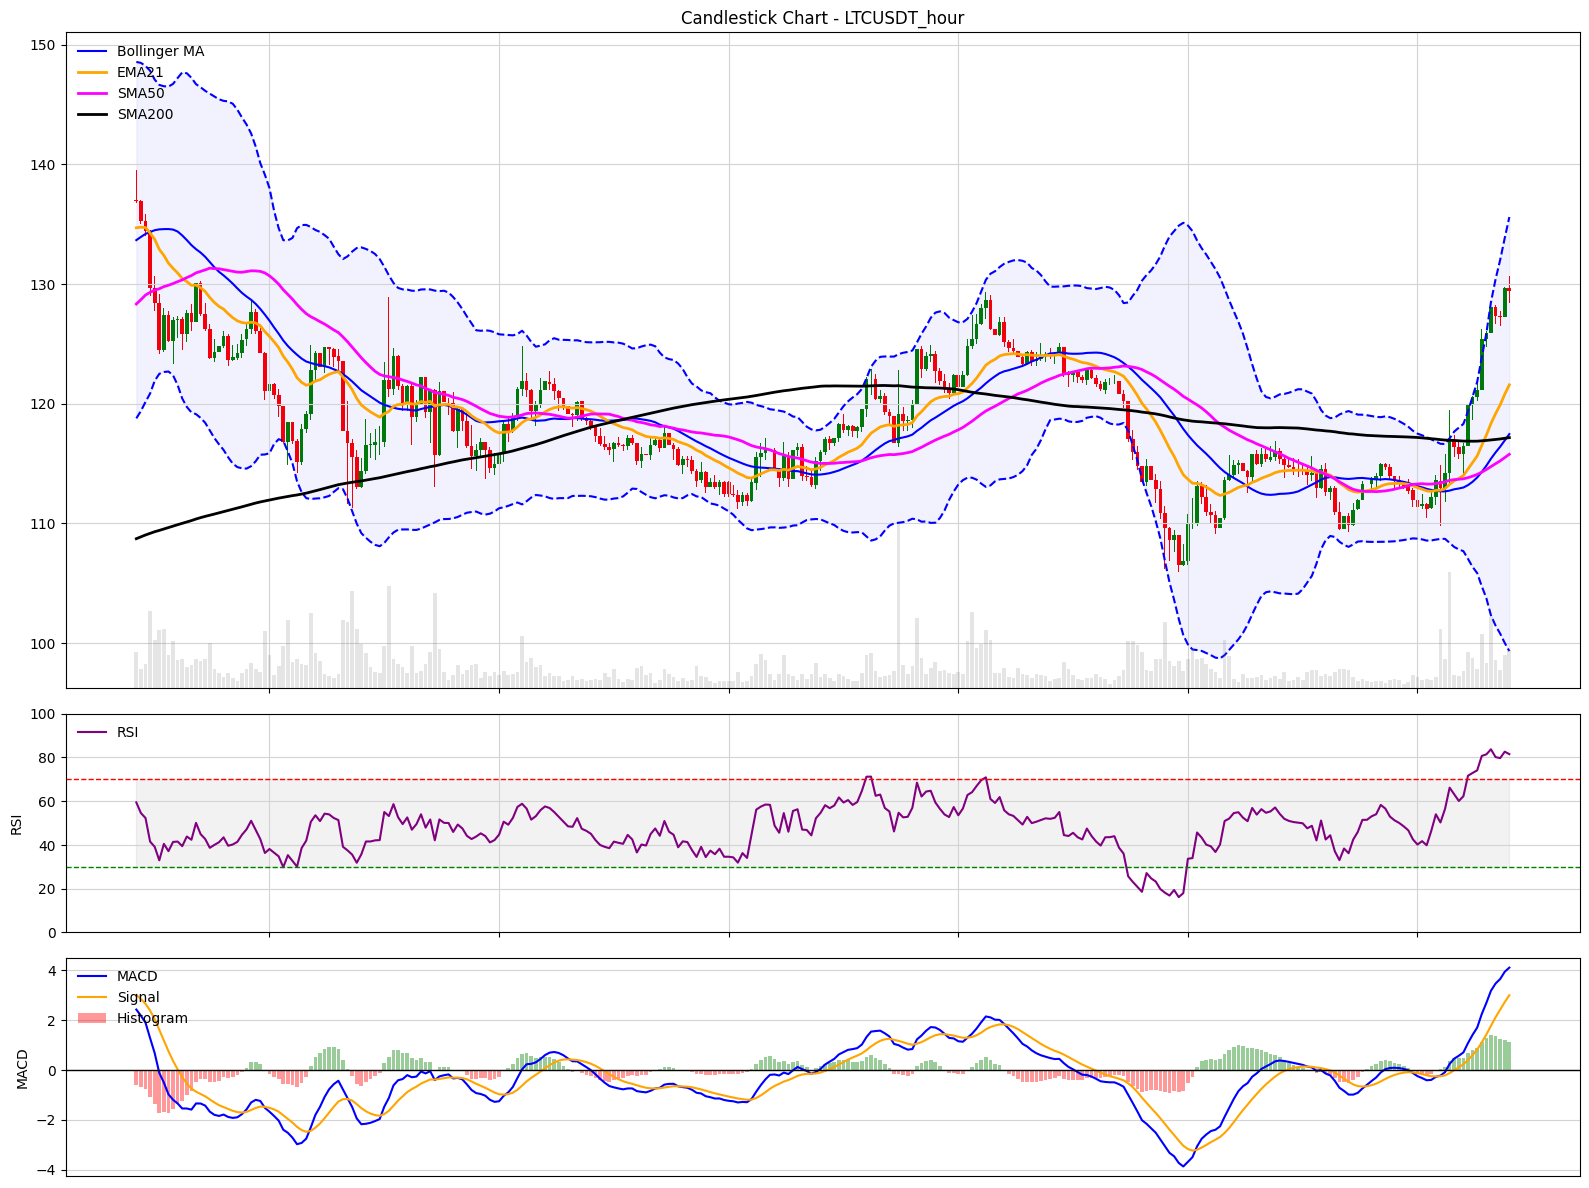 Candlestick Chart - LTCUSDT_hour
150
140
130
120
110
100
Bollinger MA
EMA21
SMA50
SMA200
100
80
60
40
20
0
RSI
RSI
4
2
0
−2
−4
MACD
MACD
Signal
Histogram